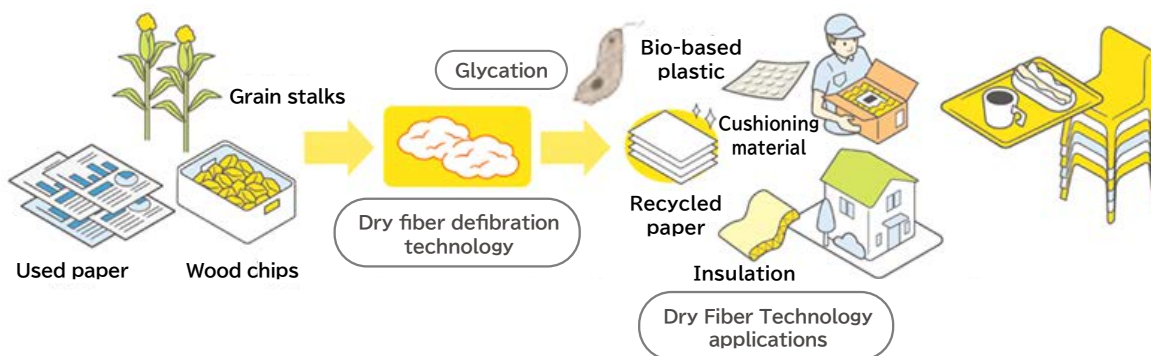 Grain stalks
Used paper
Wood chips
Dry fiber defibration
technology
Glycation
Bio-based
plastic
Cushioning
material
Recycled
paper
Insulation
Dry Fiber Technology
applications